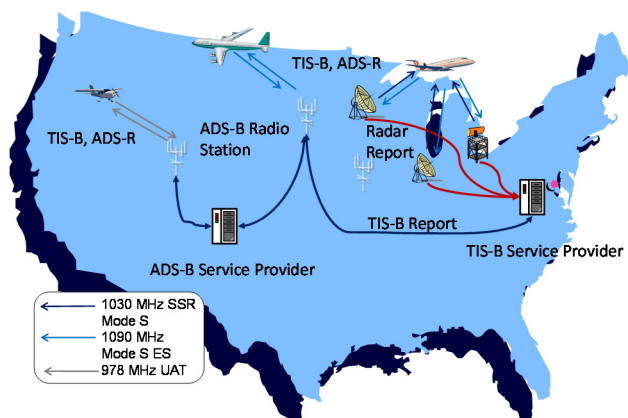 TIS-B, ADS-R
TIS-B, ADS-R
ADS-B Radio
Station
Radar
Report
TIS-B Report
TIS-B Service Provider
ADS-B Service Provider
1030 MHz SSR
Mode S
1090 MHz
Mode S ES
978 MHz UAT